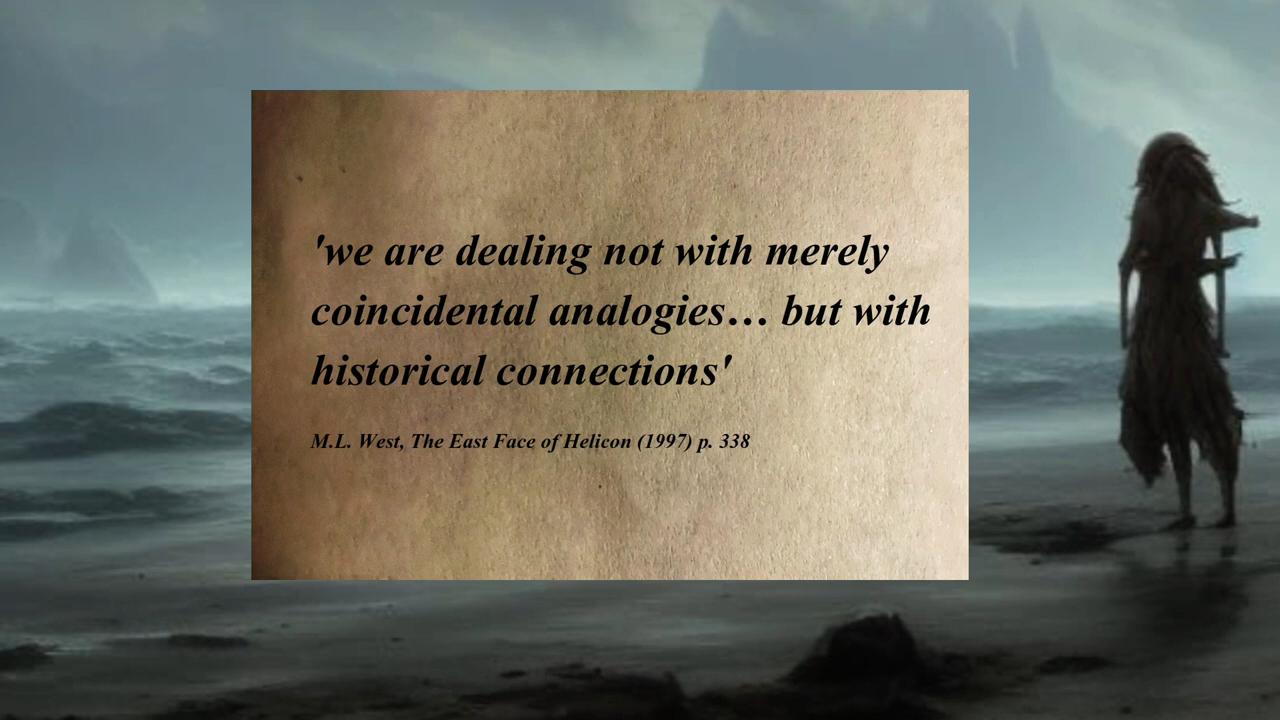 'we are dealing not with merely
coincidental analogies… but with
historical connections'
M.L. West, The East Face of Helicon (1997) p. 338